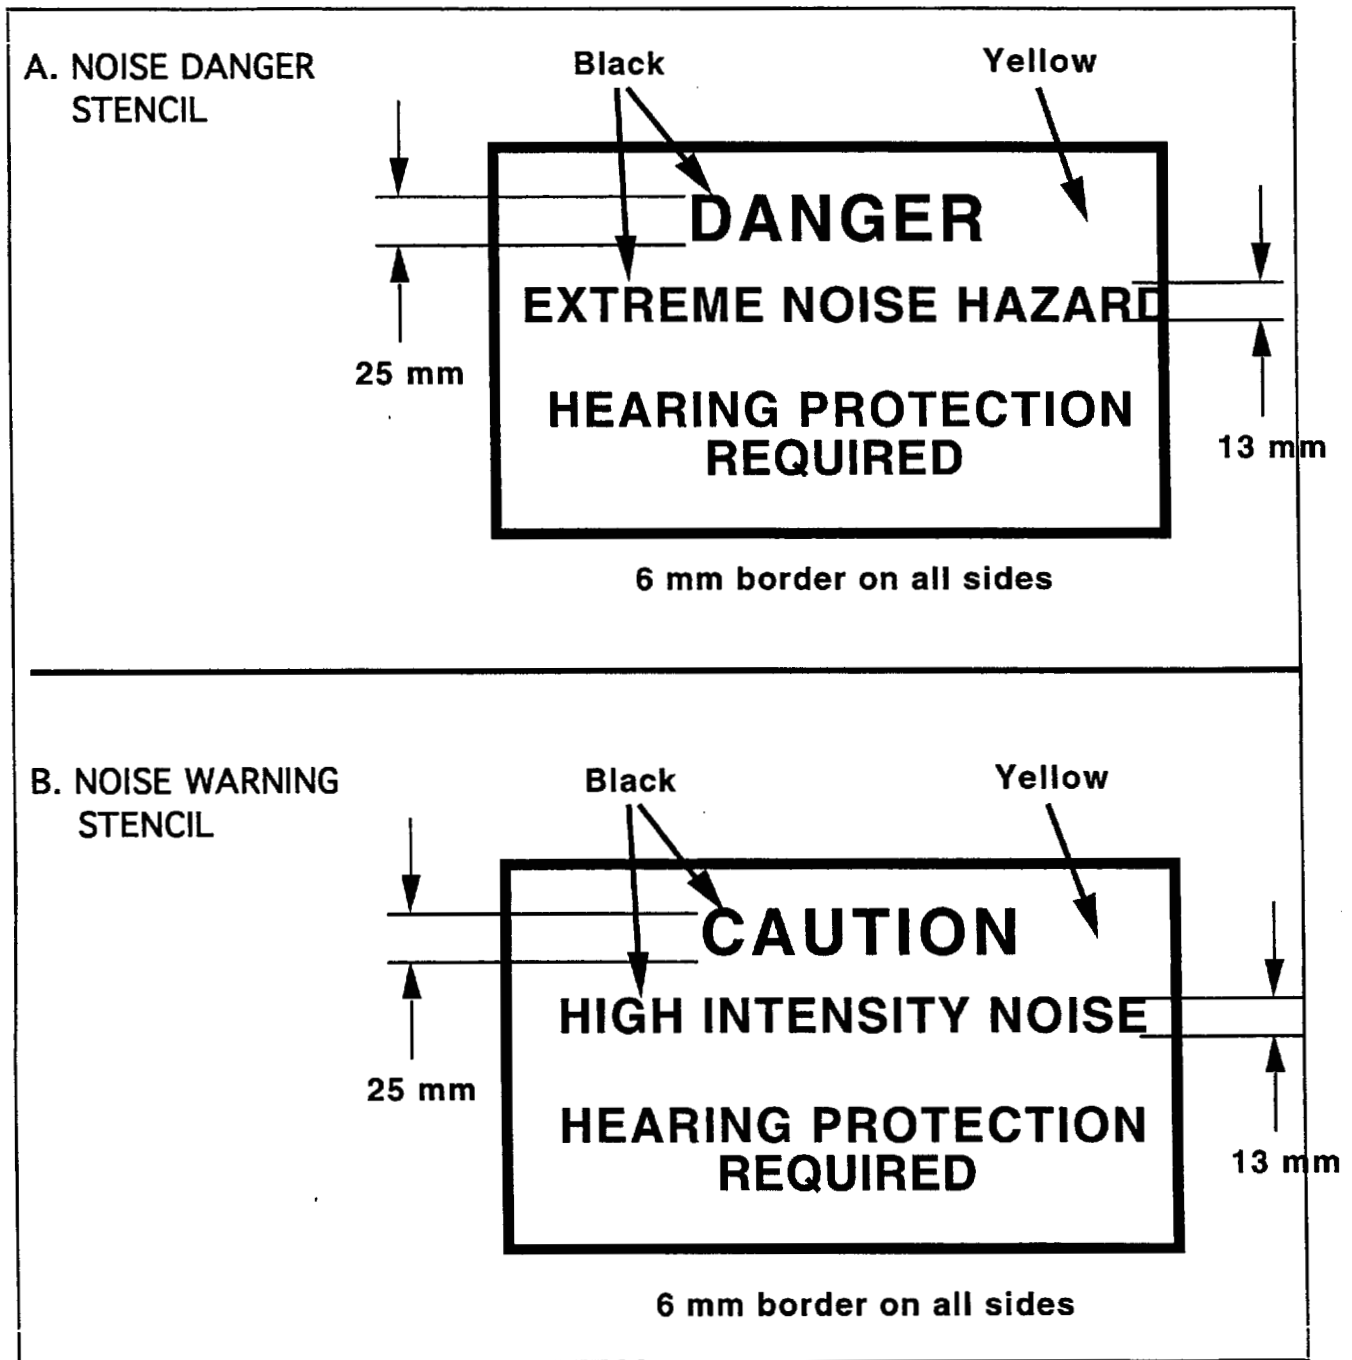 A. NOISE DANGER
STENCIL
Black
Yellow
DANGER
EXTREME NOISE HAZARD
25 mm
HEARING PROTECTION
REQUIRED
13 mm
6 mm border on all sides
B. NOISE WARNING
STENCIL
Black
Yellow
CAUTION
HIGH INTENSITY NOISE
25 mm
HEARING PROTECTION
REQUIRED
13 mm
6 mm border on all sides